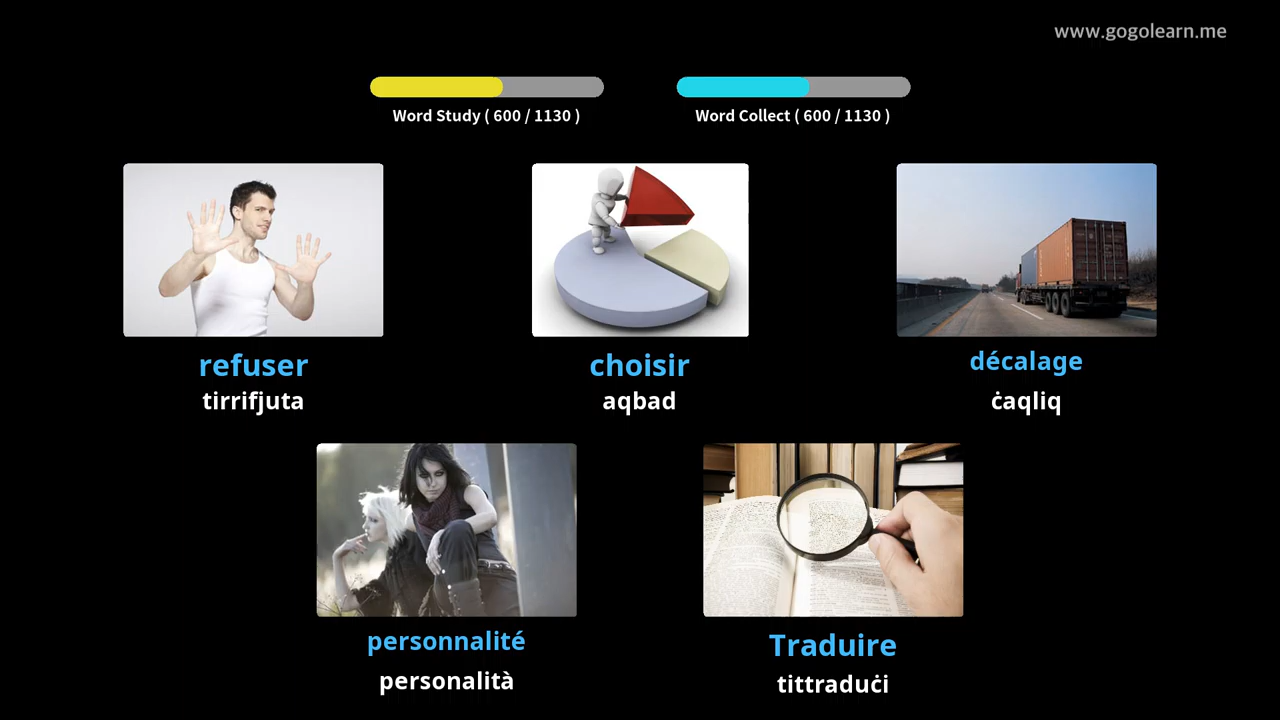 www.gogolearn.me
Word Study ( 600 / 1130 )
Word Collect ( 600 / 1130 )
refuser
tirrifjuta
choisir
aqbad
décalage
ċaqliq
personnalité
personalità
Traduire
tittraduċi